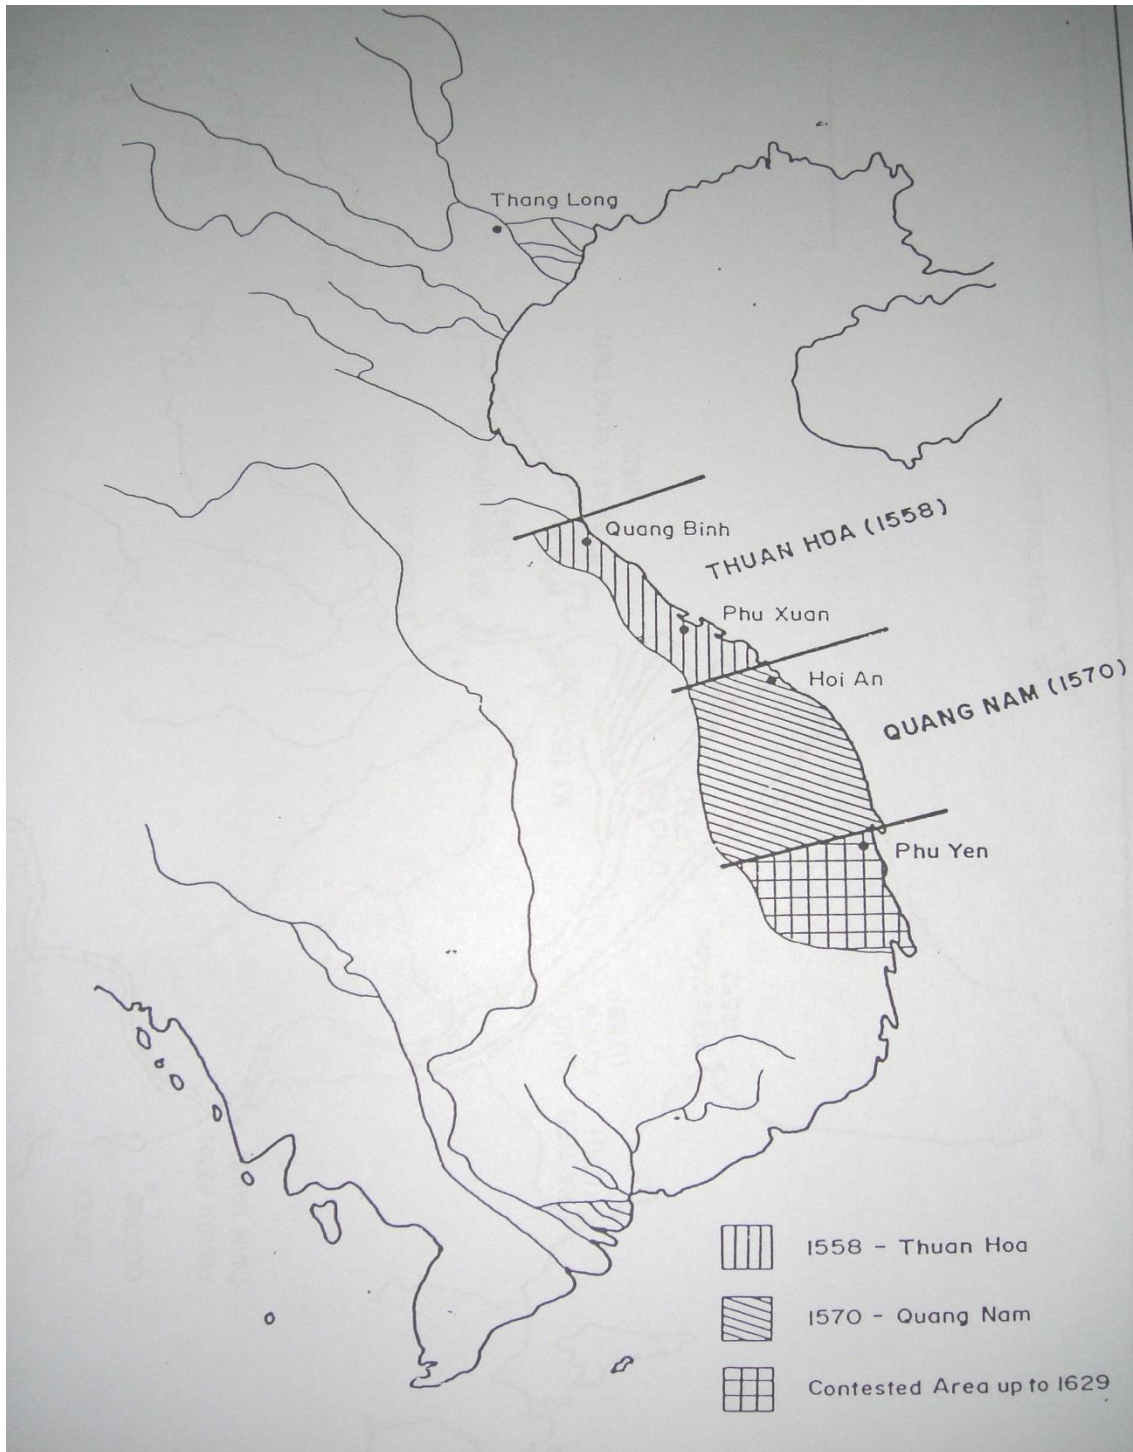 Thang Long
Quang Binh
THUAN HOA (1558)
Phu Xuan
Hoi An
QUANG NAM (1570)
Phu Yen
1558 - Thuan Hoa
1570 - Quang Nam
Contested Area up to 1629